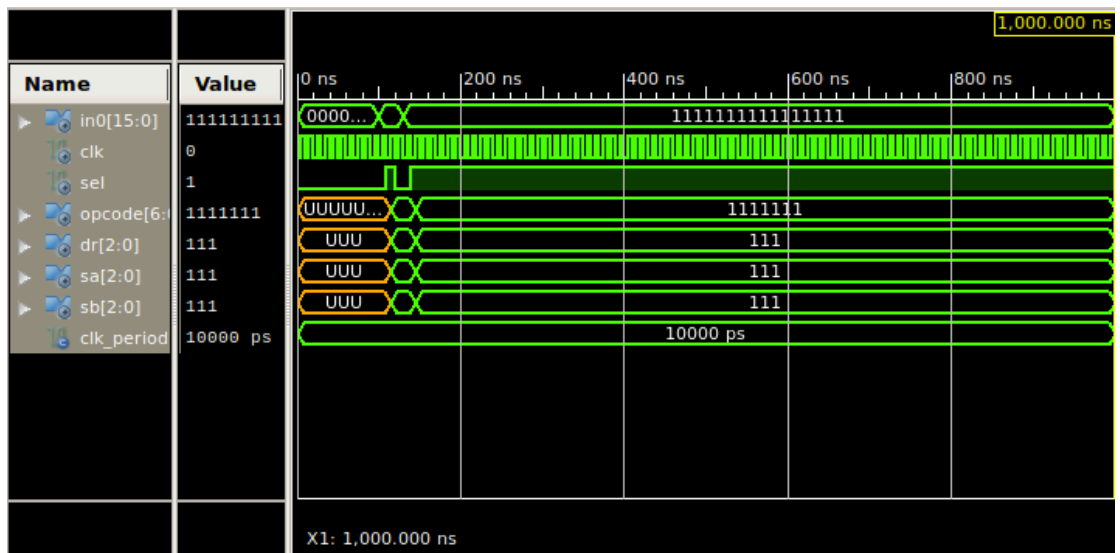 1,000.000 ns
Name Value 0 ns 200 ns 400 ns 600 ns 800 ns
in0[15:0] 111111111 0000... 1111111111111111
clk 0
sel 1
opcode[6:0 1111111 UUUUU... 1111111
dr[2:0] 111 UUU 111
sa[2:0] 111 UUU 111
sb[2:0] 111 UUU 111
clk_period 10000 ps 10000 ps
X1: 1,000.000 ns